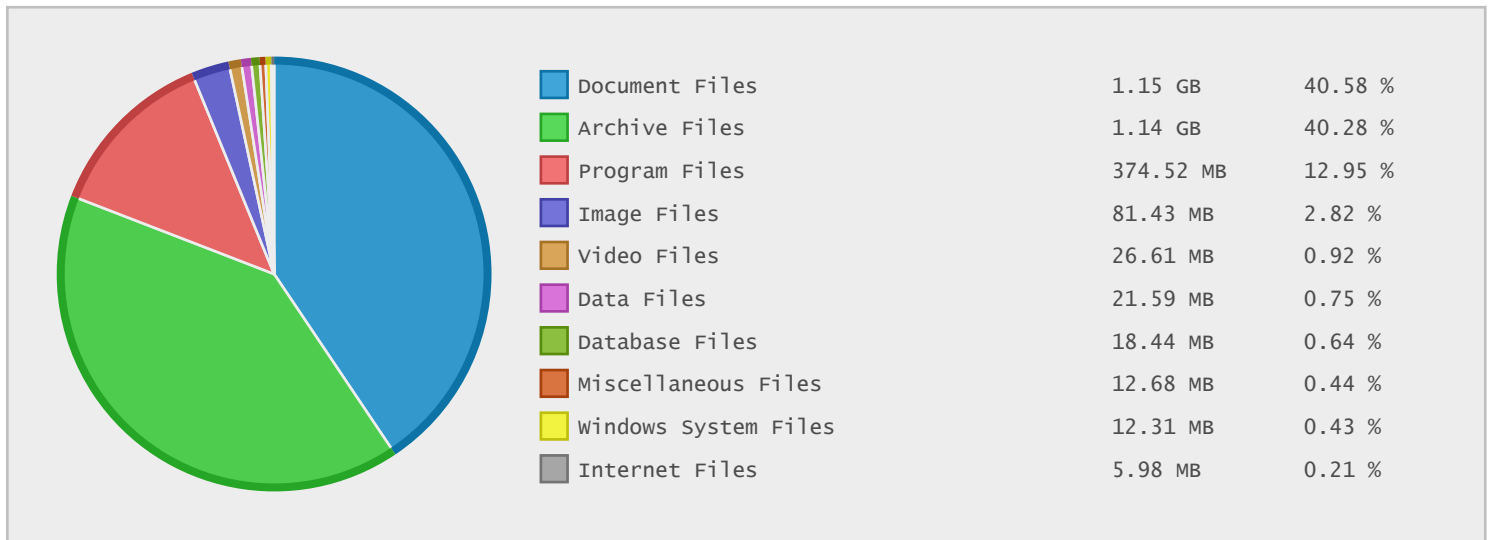 Document Files 1.15 GB 40.58 %
Archive Files 1.14 GB 40.28 %
Program Files 374.52 MB 12.95 %
Image Files 81.43 MB 2.82 %
Video Files 26.61 MB 0.92 %
Data Files 21.59 MB 0.75 %
Database Files 18.44 MB 0.64 %
Miscellaneous Files 12.68 MB 0.44 %
Windows System Files 12.31 MB 0.43 %
Internet Files 5.98 MB 0.21 %